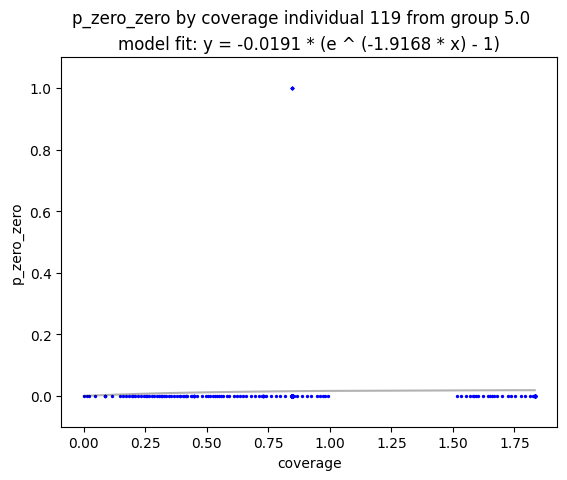 p_zero_zero by coverage individual 119 from group 5.0
model fit: y = -0.0191 * (e ^ (-1.9168 * x) - 1)
1.0
0.8
0.6
0.4
0.2
0.0
p_zero_zero
0.00 0.25 0.50 0.75 1.00 1.25 1.50 1.75
coverage